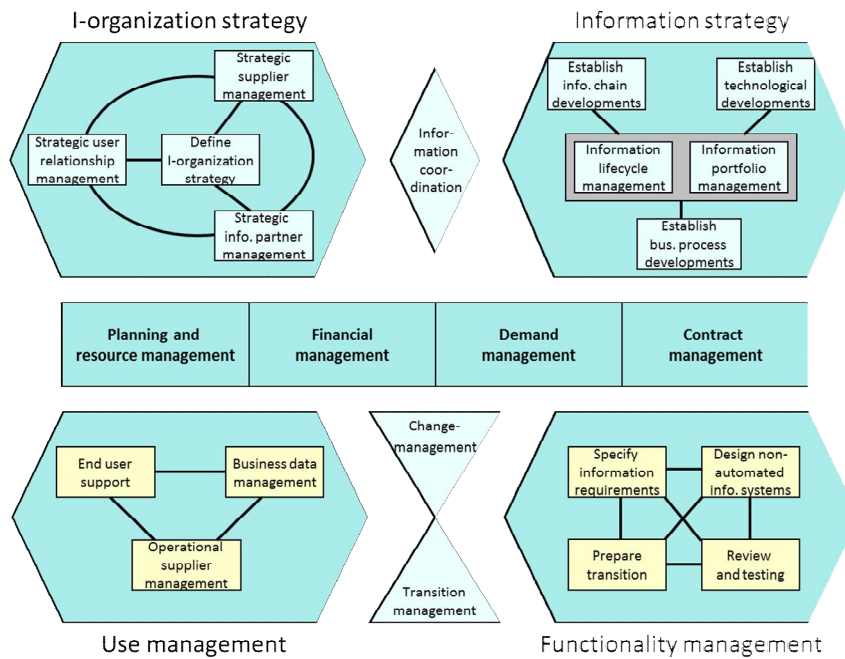 I-organization strategy
Information strategy
Strategic
supplier
management
Strategic user
relationship
management
Define
I-organization
strategy
Strategic
info. partner
management
Infor-
mation
coor-
dination
Establish
info. chain
developments
Establish
technological
developments
Information
lifecycle
management
Information
portfolio
management
Establish
bus. process
developments
Planning and
resource management
Financial
management
Demand
management
Contract
management
End user
support
Business data
management
Operational
supplier
management
Change-
management
Transition
management
Specify
information
requirements
Design non-
automated
info. systems
Prepare
transition
Review
and testing
Use management
Functionality management